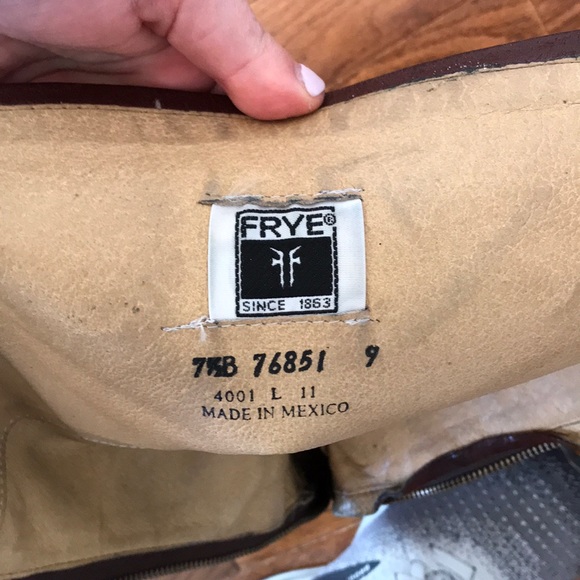 FRYE®
SINCE 1863
7½B 76851 9
4001 L 11
MADE IN MEXICO